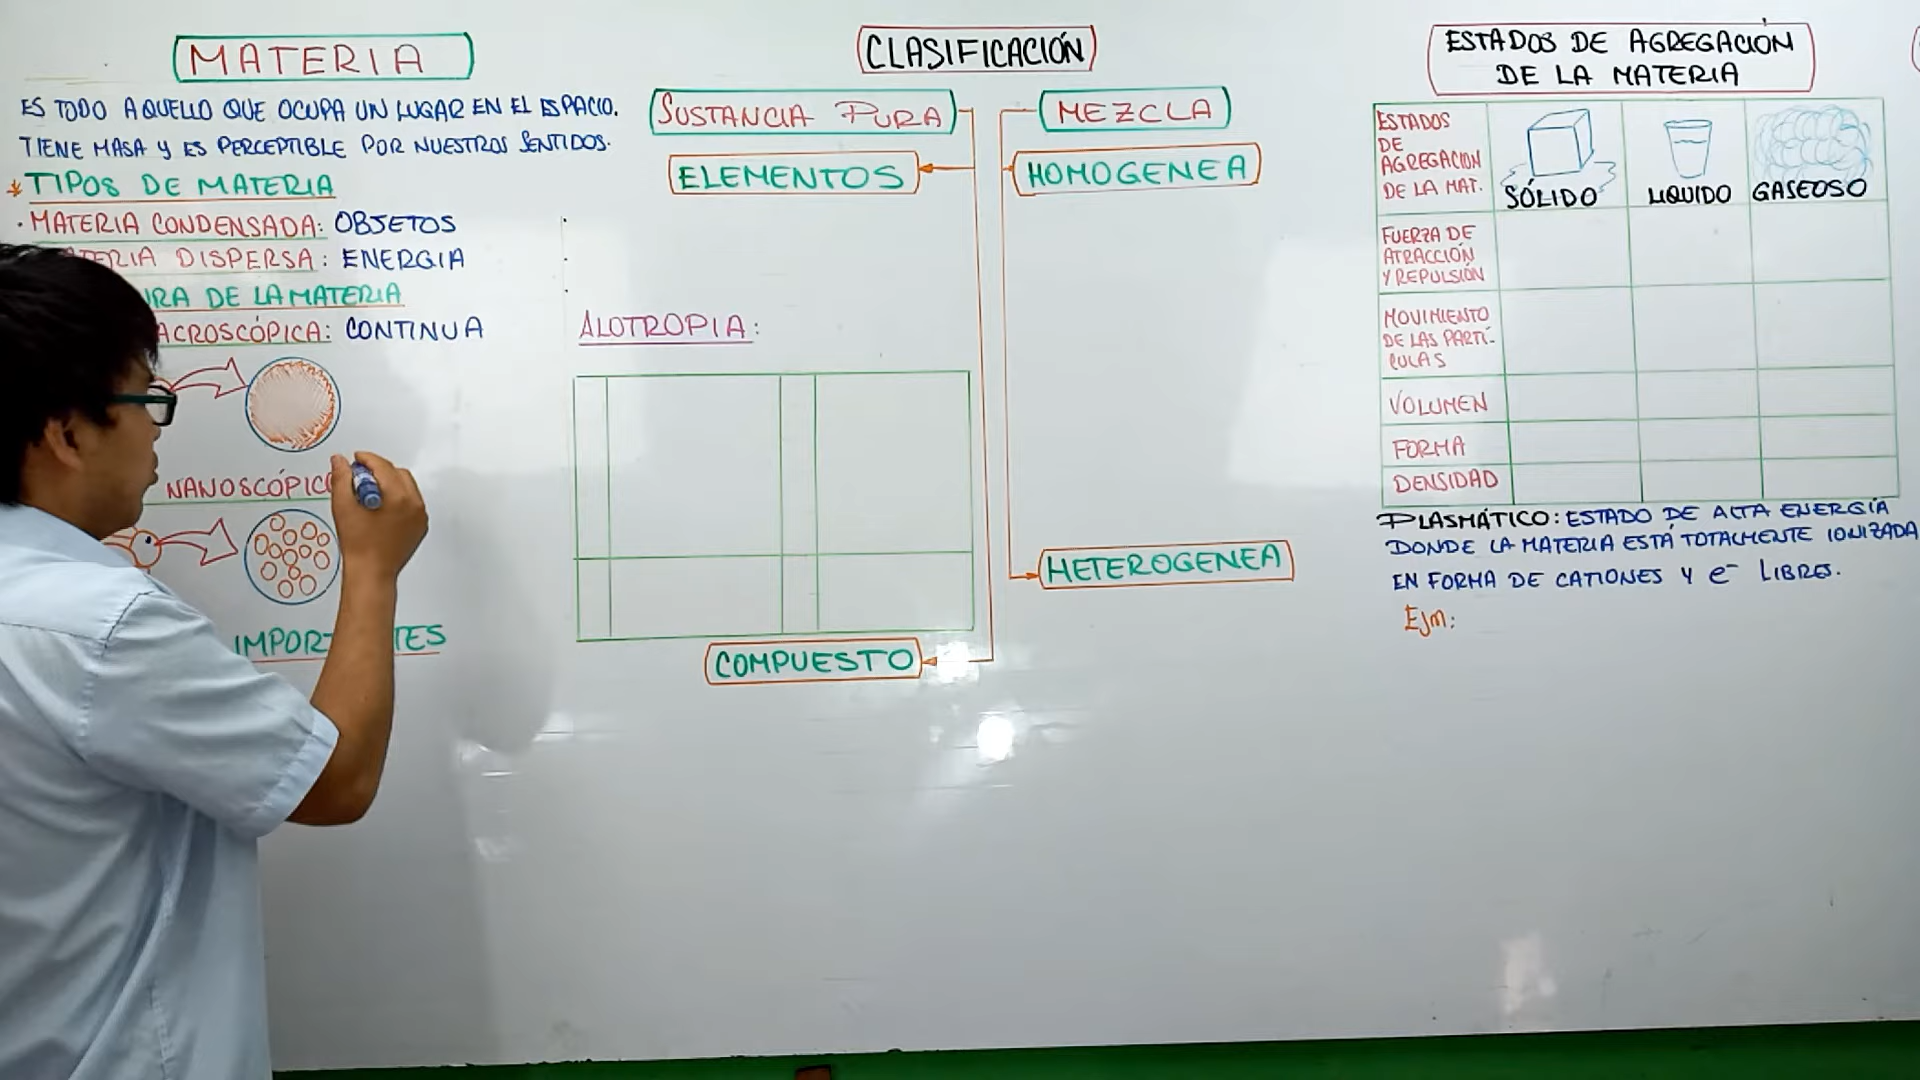 MATERIA
ES TODO AQUELLO QUE OCUPA UN LUGAR EN EL ESPACIO.
TIENE MASA Y ES PERCEPTIBLE POR NUESTROS SENTIDOS.
* TIPOS DE MATERIA
· MATERIA CONDENSADA: OBJETOS
DISPERSA: ENERGIA
DE LA MATERIA
CONTINUA
CLASIFICACIÓN
SUSTANCIA PURA
MEZCLA
ELEMENTOS
HOMOGENEA
ALOTROPIA:
HETEROGENEA
COMPUESTO
ESTADOS DE AGREGACIÓN
DE LA MATERIA
ESTADOS
DE
AGREGACION
DE LA MAT.
SÓLIDO
LIQUIDO
GASEOSO
FUERZA DE
ATRACCIÓN
Y REPULSIÓN
MOVIMIENTO
DE LAS PARTÍ-
CULAS
VOLUMEN
FORMA
DENSIDAD
PLASMÁTICO: ESTADO DE ALTA ENERGÍA
DONDE LA MATERIA ESTÁ TOTALMENTE IONIZADA
EN FORMA DE CATIONES Y e⁻ LIBRES.
EJM: